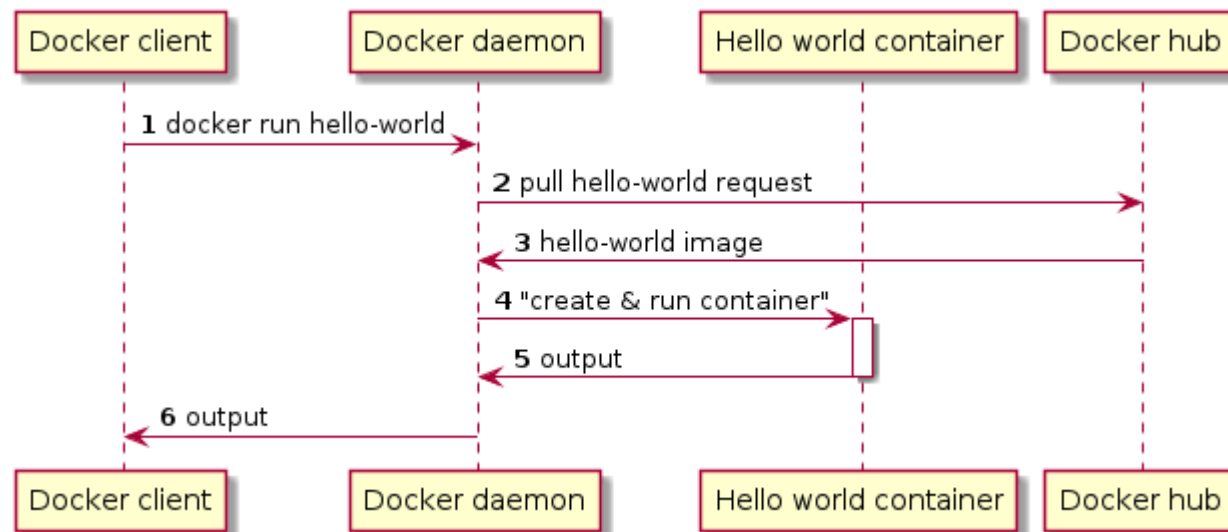 Docker client Docker daemon Hello world container Docker hub
1 docker run hello-world
2 pull hello-world request
3 hello-world image
4 "create & run container"
5 output
6 output
Docker client Docker daemon Hello world container Docker hub